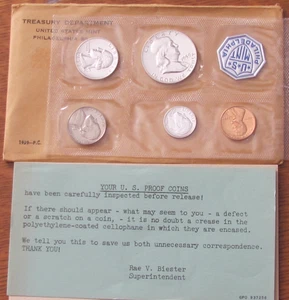 TREASURY DEPARTMENT
UNITED STATES MINT
PHILADELPHIA
PHILADELPHIA
U.S.
MINT
YOUR U. S. PROOF COINS
have been carefully inspected before release!
If there should appear - what may seem to you - a defect
or a scratch on a coin, - it is no doubt a crease in the
polyethylene-coated cellophane in which they are encased.
We tell you this to save us both unnecessary correspondence.
THANK YOU!
Rae V. Biester
Superintendent